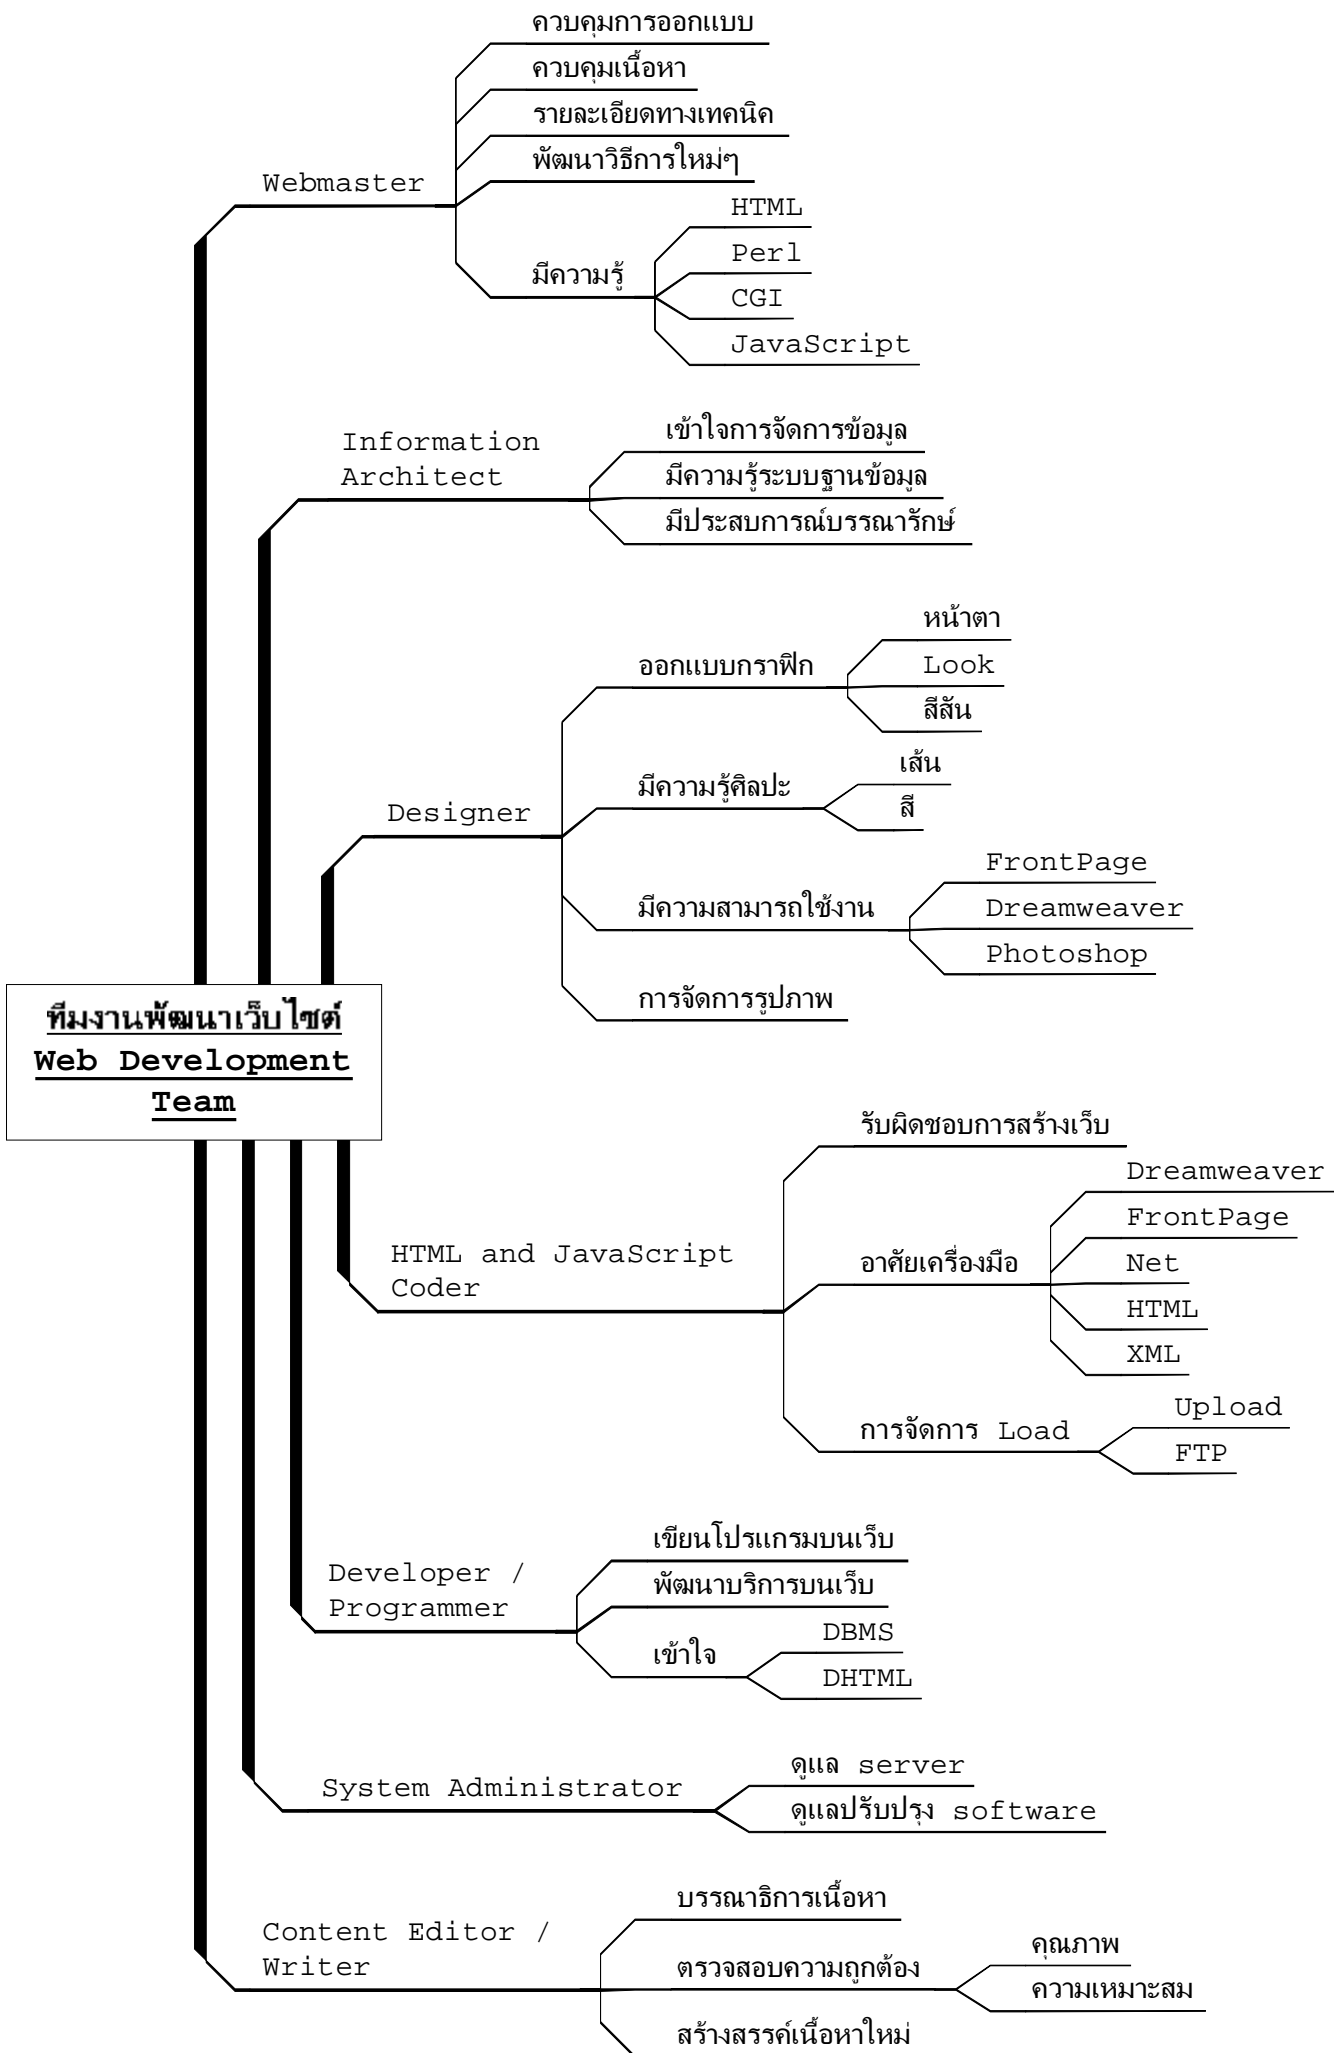 ควบคุมการออกแบบ
ควบคุมเนื้อหา
รายละเอียดทางเทคนิค
พัฒนาวิธีการใหม่ๆ
Webmaster
HTML
Perl
มีความรู้
CGI
JavaScript
เข้าใจการจัดการข้อมูล
Information
Architect
มีความรู้ระบบฐานข้อมูล
มีประสบการณ์บรรณารักษ์
หน้าตา
ออกแบบกราฟิก
Look
สีสัน
เส้น
มีความรู้ศิลปะ
สี
Designer
FrontPage
มีความสามารถใช้งาน
Dreamweaver
Photoshop
การจัดการรูปภาพ
ทีมงานพัฒนาเว็บไซต์
Web Development
Team
รับผิดชอบการสร้างเว็บ
Dreamweaver
FrontPage
HTML and JavaScript
Coder
อาศัยเครื่องมือ
Net
HTML
XML
Upload
การจัดการ Load
FTP
เขียนโปรแกรมบนเว็บ
Developer /
Programmer
พัฒนาบริการบนเว็บ
DBMS
เข้าใจ
DHTML
ดูแล server
System Administrator
ดูแลปรับปรุง software
บรรณาธิการเนื้อหา
Content Editor /
Writer
คุณภาพ
ตรวจสอบความถูกต้อง
ความเหมาะสม
สร้างสรรค์เนื้อหาใหม่